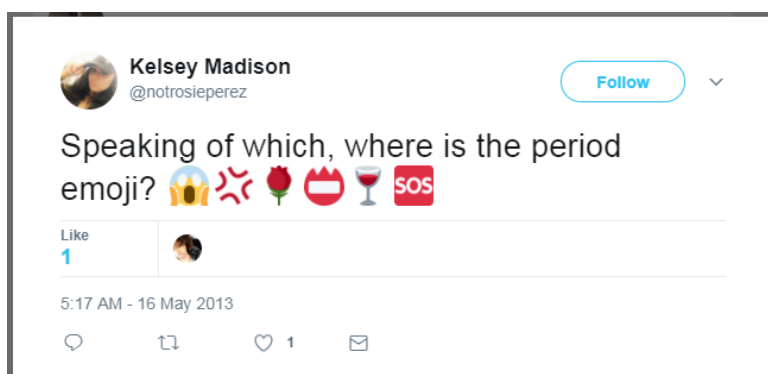 Kelsey Madison
@notrosieperez
Follow
Speaking of which, where is the period
emoji? 😱💢🌹📛🍷🆘
Like
1
5:17 AM - 16 May 2013
1